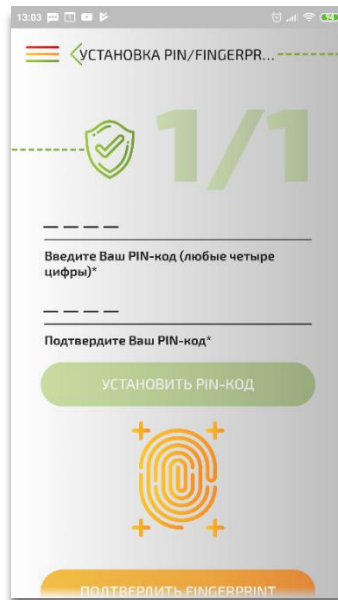 13:03
94
УСТАНОВКА PIN/FINGERPR...
1/1
Введите Ваш PIN-код (любые четыре
цифры)*
Подтвердите Ваш PIN-код*
УСТАНОВИТЬ PIN-КОД
ПОДТВЕРДИТЬ FINGERPRINT